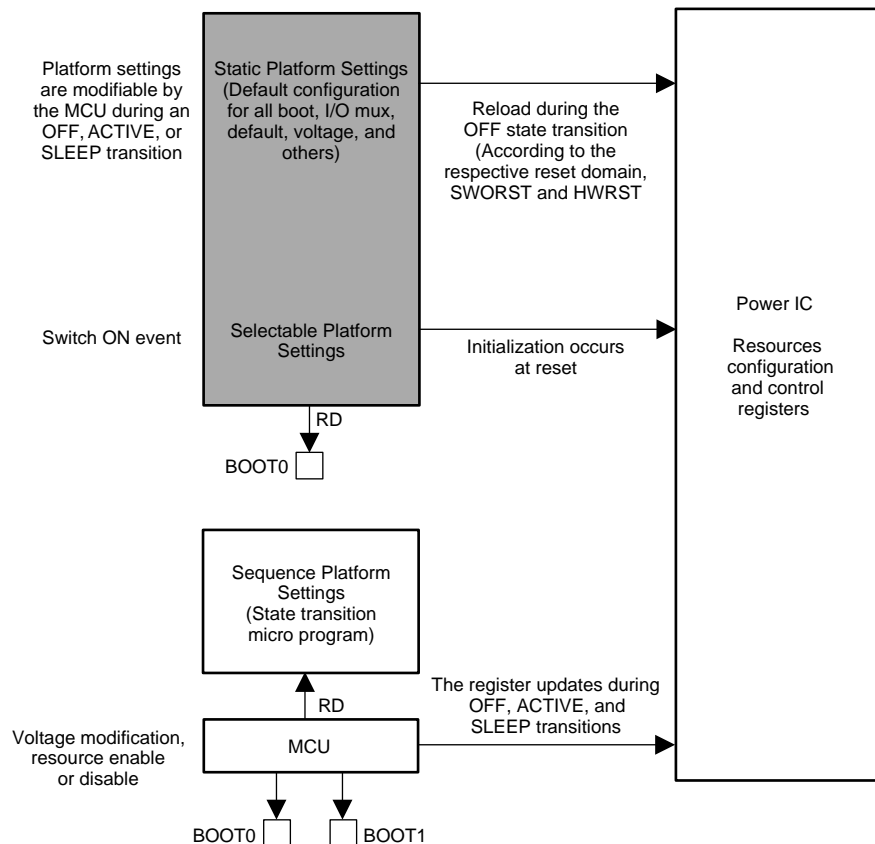 Platform settings
are modifiable by
the MCU during an
OFF, ACTIVE, or
SLEEP transition
Static Platform Settings
(Default configuration
for all boot, I/O mux,
default, voltage, and
others)
Reload during the
OFF state transition
(According to the
respective reset domain,
SWORST and HWRST
Switch ON event
Selectable Platform
Settings
Initialization occurs
at reset
Power IC
Resources
configuration
and control
registers
RD
BOOT0
Sequence Platform
Settings
(State transition
micro program)
RD
The register updates during
OFF, ACTIVE, and
SLEEP transitions
Voltage modification,
resource enable
or disable
MCU
BOOT0
BOOT1